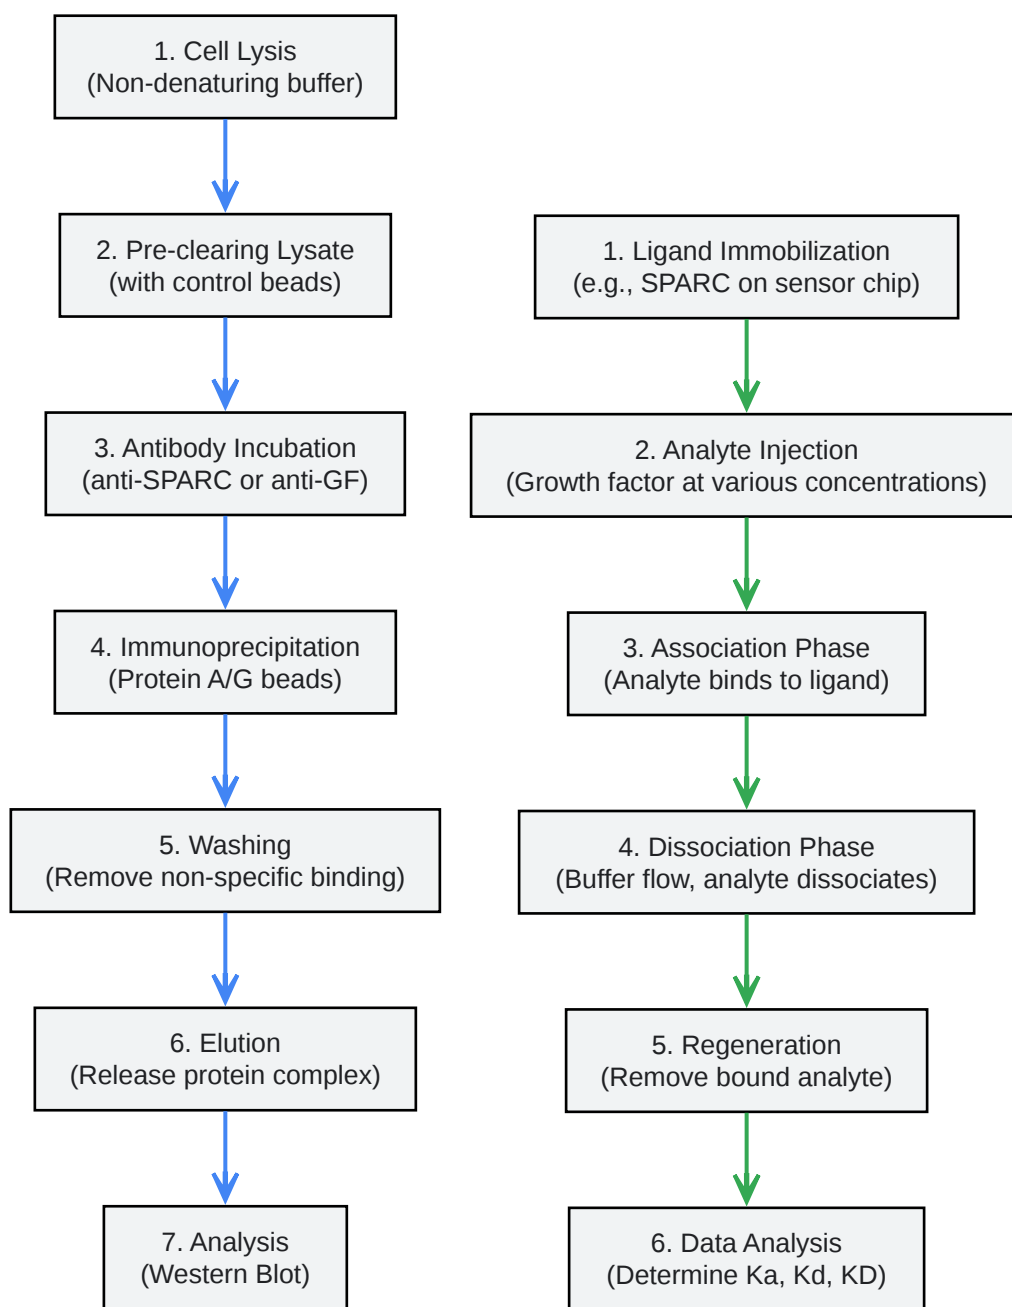 1. Cell Lysis
(Non-denaturing buffer)
2. Pre-clearing Lysate
(with control beads)
3. Antibody Incubation
(anti-SPARC or anti-GF)
4. Immunoprecipitation
(Protein A/G beads)
5. Washing
(Remove non-specific binding)
6. Elution
(Release protein complex)
7. Analysis
(Western Blot)
1. Ligand Immobilization
(e.g., SPARC on sensor chip)
2. Analyte Injection
(Growth factor at various concentrations)
3. Association Phase
(Analyte binds to ligand)
4. Dissociation Phase
(Buffer flow, analyte dissociates)
5. Regeneration
(Remove bound analyte)
6. Data Analysis
(Determine Ka, Kd, KD)